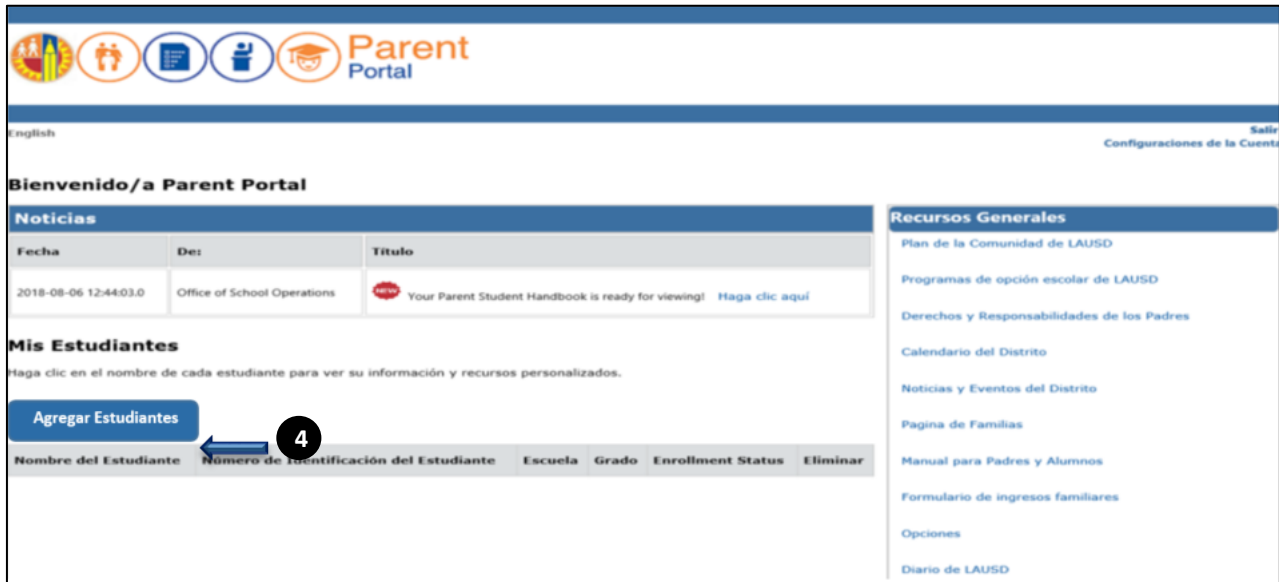 Parent
Portal
English
Salir
Configuraciones de la Cuenta
Bienvenido/a Parent Portal
Noticias
Fecha De: Título
2018-08-06 12:44:03.0 Office of School Operations NEW Your Parent Student Handbook is ready for viewing! Haga clic aquí
Mis Estudiantes
Haga clic en el nombre de cada estudiante para ver su información y recursos personalizados.
Agregar Estudiantes
4
Nombre del Estudiante Número de Identificación del Estudiante Escuela Grado Enrollment Status Eliminar
Recursos Generales
Plan de la Comunidad de LAUSD
Programas de opción escolar de LAUSD
Derechos y Responsabilidades de los Padres
Calendario del Distrito
Noticias y Eventos del Distrito
Pagina de Familias
Manual para Padres y Alumnos
Formulario de ingresos familiares
Opciones
Diario de LAUSD